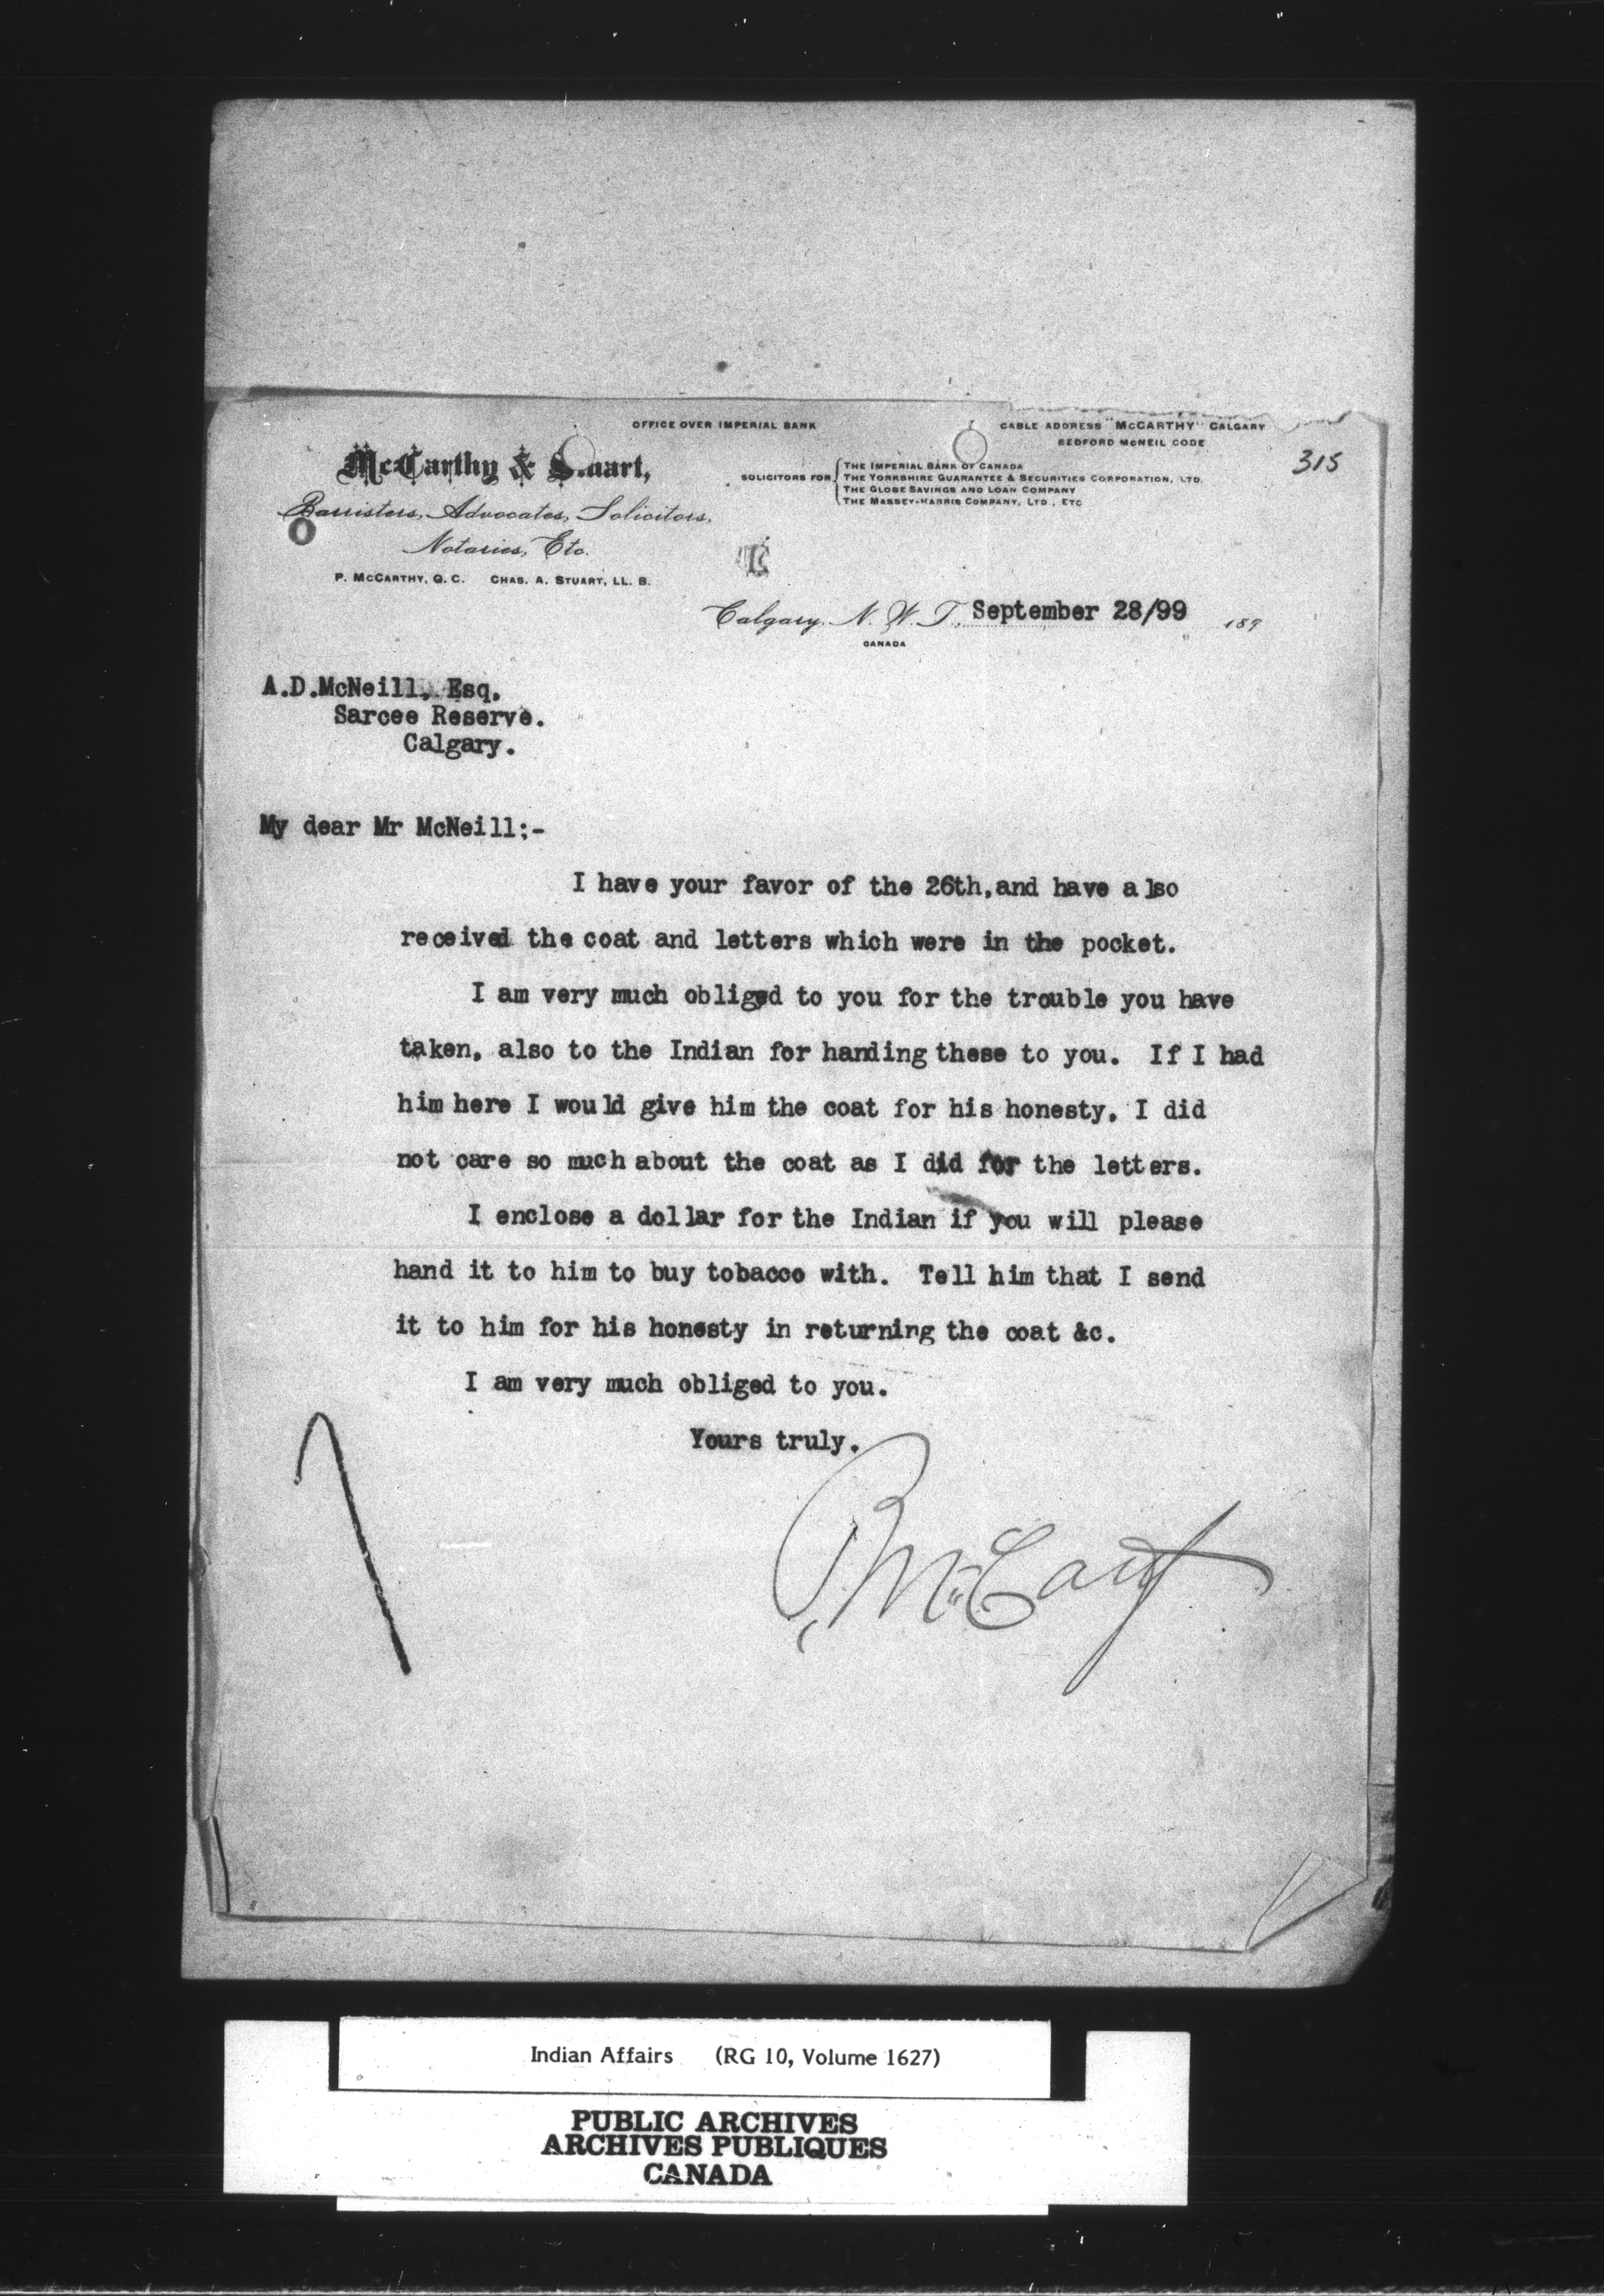 OFFICE OVER IMPERIAL BANK
CABLE ADDRESS "McCARTHY" CALGARY
BEDFORD McNEIL CODE
315
McCarthy & Stuart,
SOLICITORS FOR
THE IMPERIAL BANK OF CANADA
THE YORKSHIRE GUARANTEE & SECURITIES CORPORATION, LTD.
THE GLOBE SAVINGS AND LOAN COMPANY
THE MASSEY-HARRIS COMPANY, LTD., ETC
Barristers, Advocates, Solicitors,
Notaries, Etc.
P. McCARTHY, Q. C. CHAS. A. STUART, LL. B.
Calgary, N. W. T., September 28/99 189
CANADA
A.D.McNeill, Esq.
Sarcee Reserve.
Calgary.
My dear Mr McNeill:-
I have your favor of the 26th, and have also
received the coat and letters which were in the pocket.
I am very much obliged to you for the trouble you have
taken, also to the Indian for handing these to you. If I had
him here I would give him the coat for his honesty, I did
not care so much about the coat as I did for the letters.
I enclose a dollar for the Indian if you will please
hand it to him to buy tobacco with. Tell him that I send
it to him for his honesty in returning the coat &c.
I am very much obliged to you.
Yours truly.
P. McCarthy
Indian Affairs (RG 10, Volume 1627)
PUBLIC ARCHIVES
ARCHIVES PUBLIQUES
CANADA